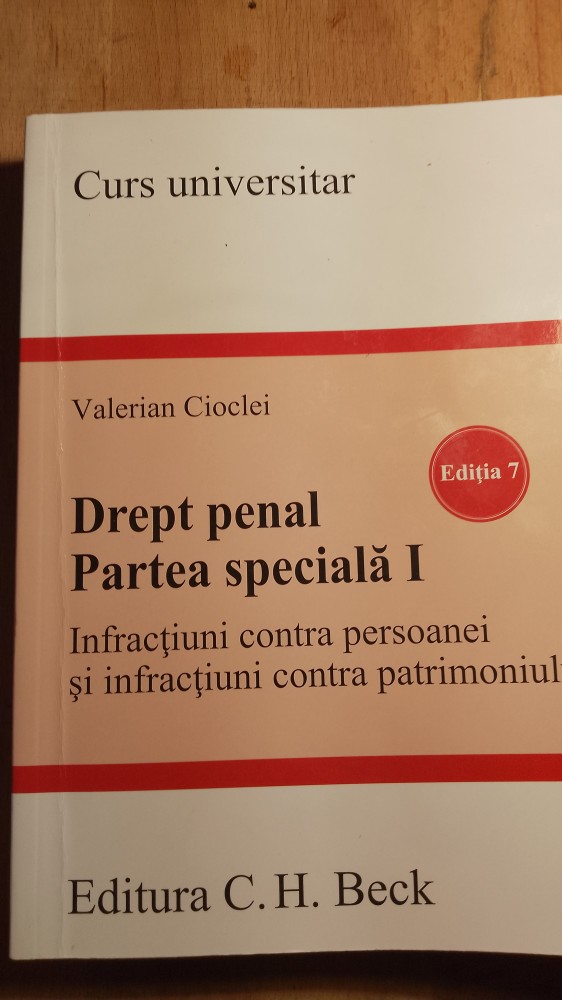 Curs universitar
Valerian Cioclei
Ediţia 7
Drept penal
Partea specială I
Infracţiuni contra persoanei
şi infracţiuni contra patrimoniul
Editura C. H. Beck